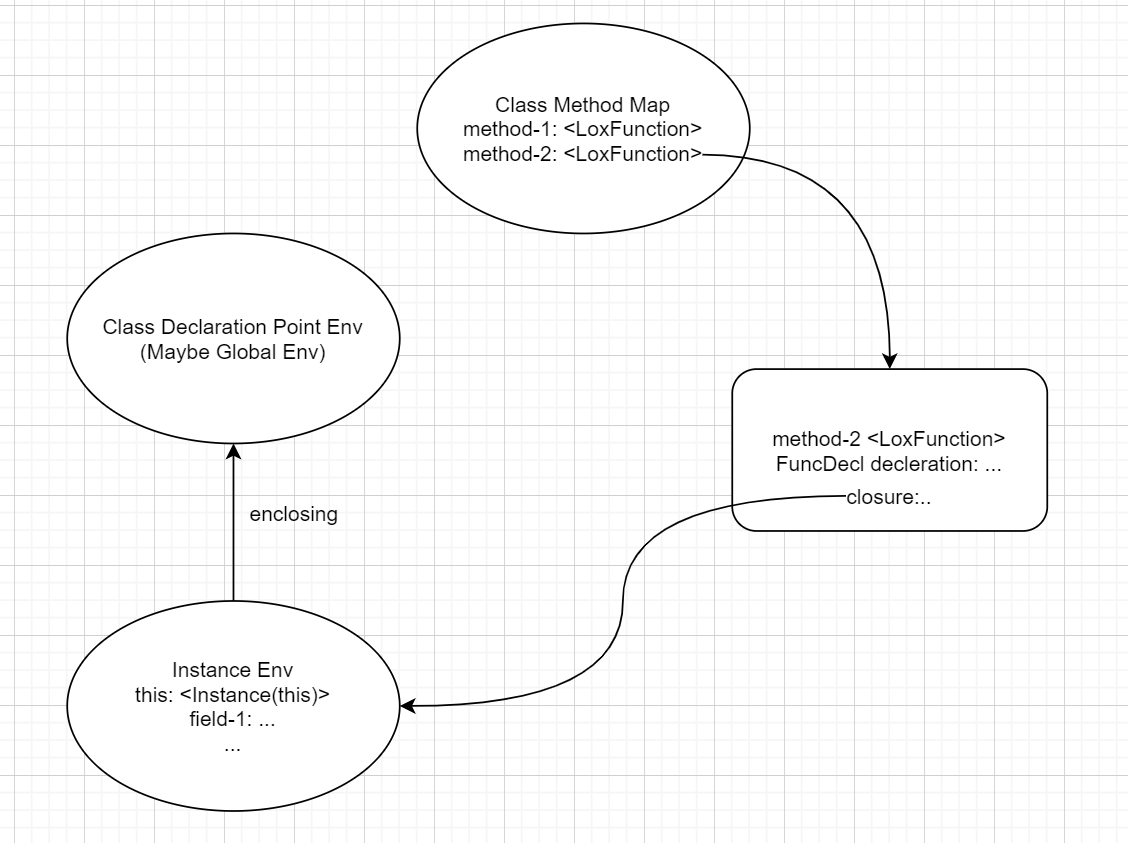 Class Method Map
method-1: <LoxFunction>
method-2: <LoxFunction>
Class Declaration Point Env
(Maybe Global Env)
method-2 <LoxFunction>
FuncDecl decleration: ...
closure:..
enclosing
Instance Env
this: <Instance(this)>
field-1: ...
...